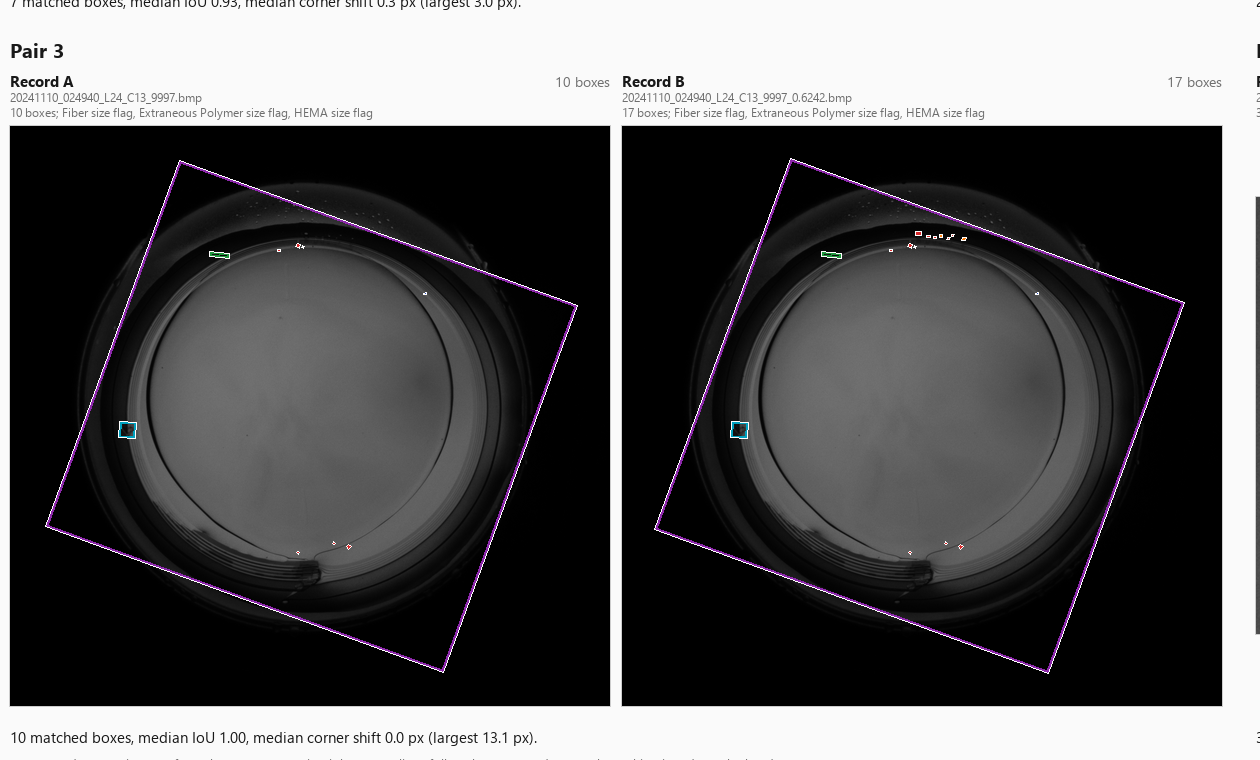 7 matched boxes, median IoU 0.93, median corner shift 0.3 px (largest 3.0 px).
Pair 3
Record A 10 boxes
20241110_024940_L24_C13_9997.bmp
10 boxes; Fiber size flag, Extraneous Polymer size flag, HEMA size flag
Record B 17 boxes
20241110_024940_L24_C13_9997_0.6242.bmp
17 boxes; Fiber size flag, Extraneous Polymer size flag, HEMA size flag
10 matched boxes, median IoU 1.00, median corner shift 0.0 px (largest 13.1 px).